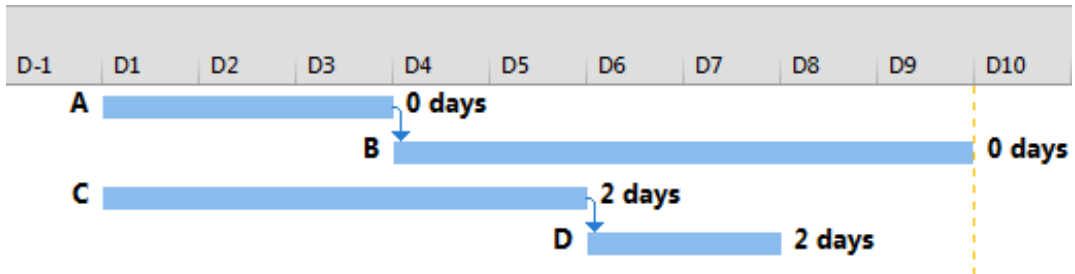 D-1 D1 D2 D3 D4 D5 D6 D7 D8 D9 D10
A 0 days
B 0 days
C 2 days
D 2 days